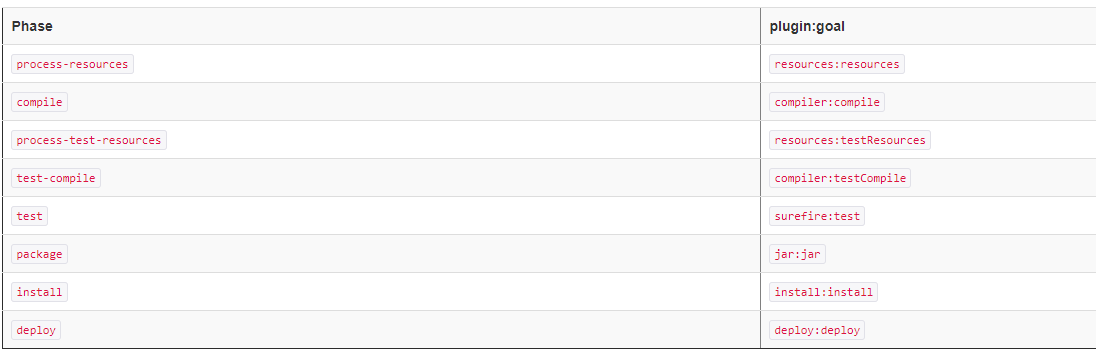 Phase plugin:goal
process-resources resources:resources
compile compiler:compile
process-test-resources resources:testResources
test-compile compiler:testCompile
test surefire:test
package jar:jar
install install:install
deploy deploy:deploy